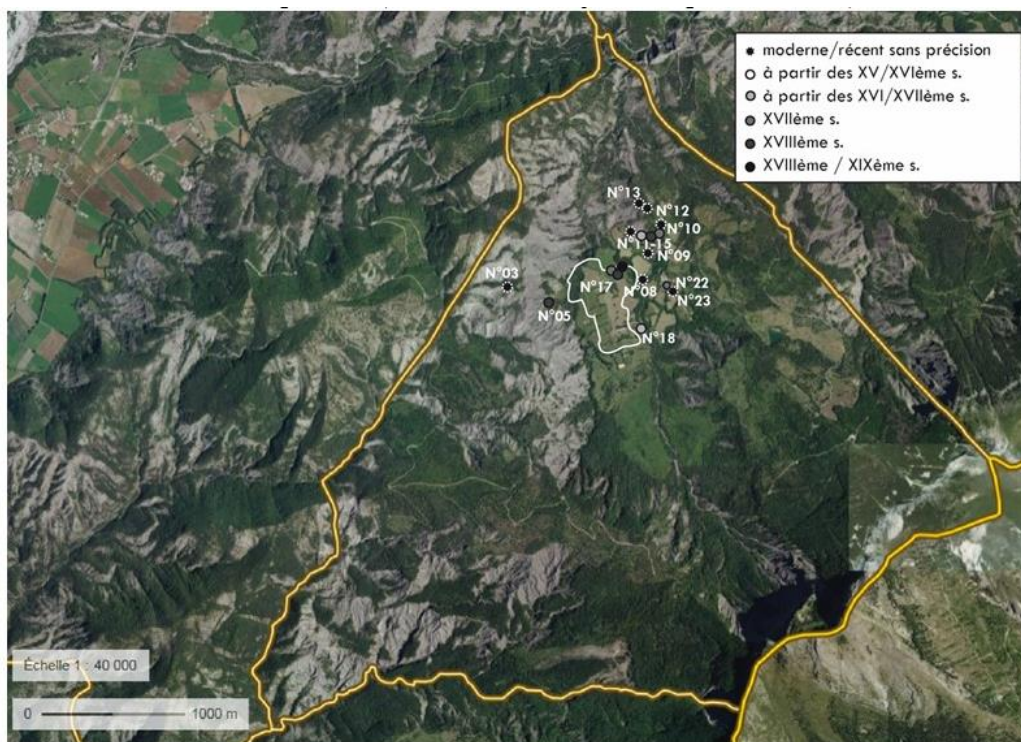 moderne/récent sans précision
à partir des XV/XVIème s.
à partir des XVI/XVIIème s.
XVIIème s.
XVIIIème s.
XVIIIème / XIXème s.
N°13
N°12
N°10
N°11-15
N°09
N°03
N°17
N°08
N°22
N°23
N°05
N°18
Échelle 1 : 40 000
0
1000 m